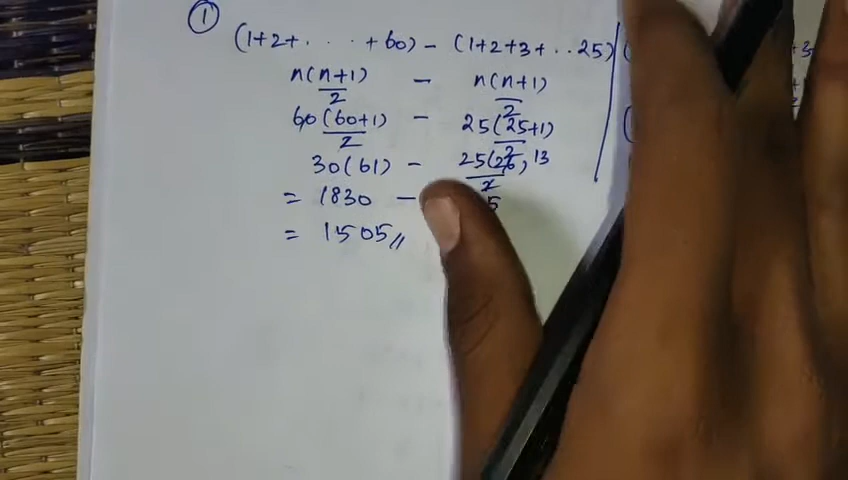 1
(1+2+. . . . +60) - (1+2+3+. . 25)
n(n+1)/2 - n(n+1)/2
60(60+1)/2 - 25(25+1)/2
30(61) - 25(26)/2 13
= 1830 - 5
= 1505//